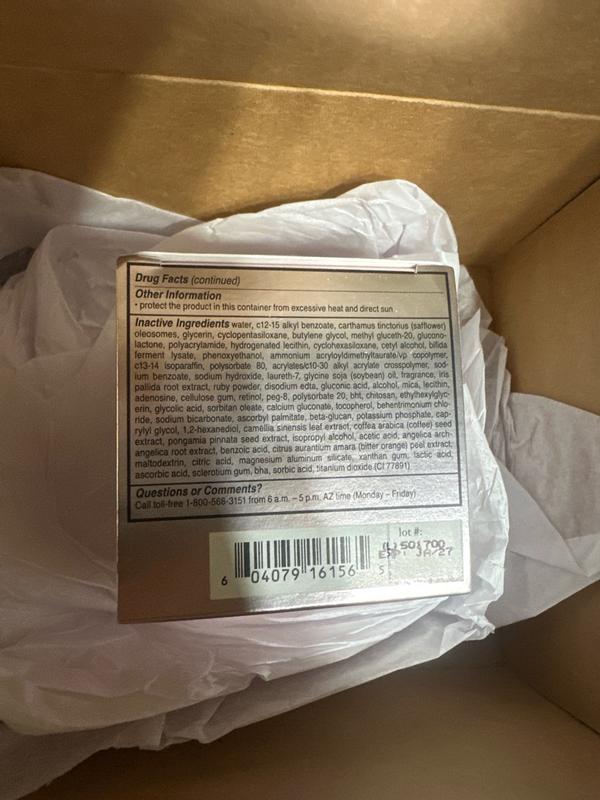 Drug Facts (continued)
Other Information
• protect the product in this container from excessive heat and direct sun
Inactive Ingredients water, c12-15 alkyl benzoate, carthamus tinctorius (safflower)
oleosomes, glycerin, cyclopentasiloxane, butylene glycol, methyl gluceth-20, glucono-
lactone, polyacrylamide, hydrogenated lecithin, cyclohexasiloxane, cetyl alcohol, bifida
ferment lysate, phenoxyethanol, ammonium acryloyldimethyltaurate/vp copolymer,
c13-14 isoparaffin, polysorbate 80, acrylates/c10-30 alkyl acrylate crosspolymer, sod-
ium benzoate, sodium hydroxide, laureth-7, glycine soja (soybean) oil, fragrance, iris
pallida root extract, ruby powder, disodium edta, gluconic acid, alcohol, mica, lecithin,
adenosine, cellulose gum, retinol, peg-8, polysorbate 20, bht, chitosan, ethylhexylglyc-
erin, glycolic acid, sorbitan oleate, calcium gluconate, tocopherol, behentrimonium chlo-
ride, sodium bicarbonate, ascorbyl palmitate, beta-glucan, potassium phosphate, cap-
rylyl glycol, 1,2-hexanediol, camellia sinensis leaf extract, coffea arabica (coffee) seed
extract, pongamia pinnata seed extract, isopropyl alcohol, acetic acid, angelica arch-
angelica root extract, benzoic acid, citrus aurantium amara (bitter orange) peel extract,
maltodextrin, citric acid, magnesium aluminum silicate, xanthan gum, lactic acid,
ascorbic acid, sclerotium gum, bha, sorbic acid, titanium dioxide (CI 77891)
Questions or Comments?
Call toll-free 1-800-568-3151 from 6 a.m. – 5 p.m. AZ time (Monday – Friday)
lot #:
EXP: JA/27
6 04079 16156 5